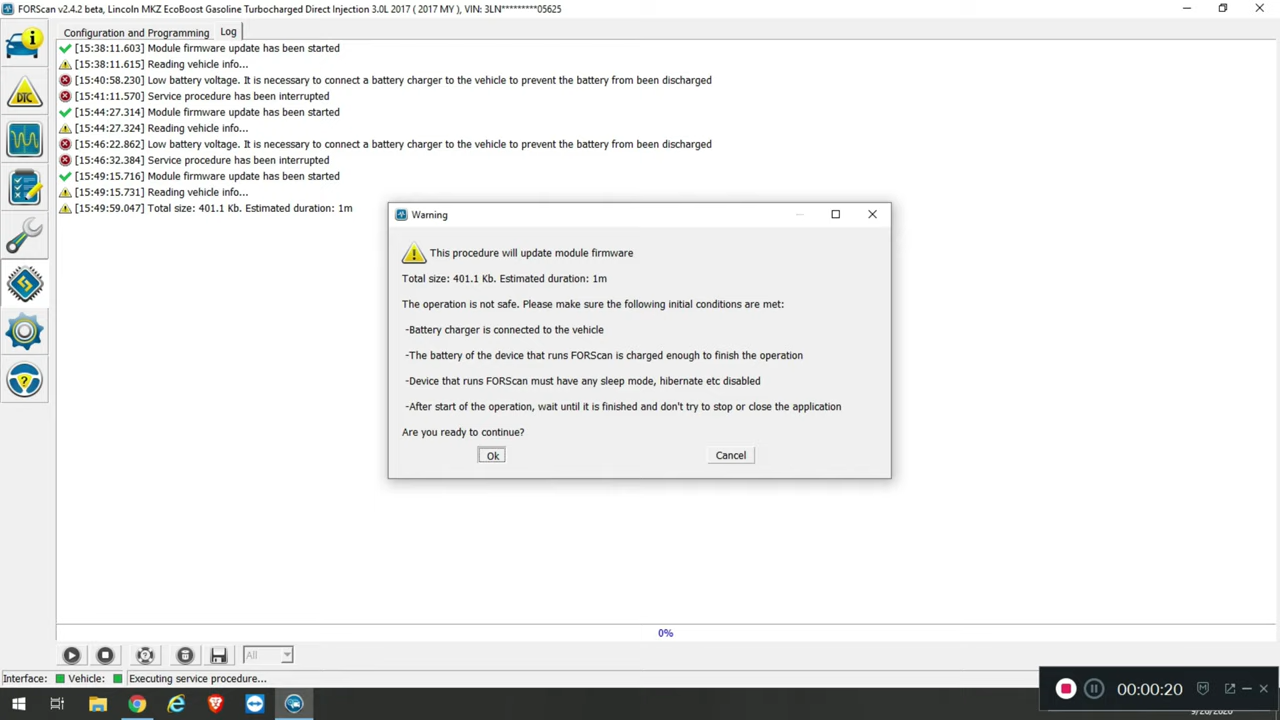 FORScan v2.4.2 beta, Lincoln MKZ EcoBoost Gasoline Turbocharged Direct Injection 3.0L 2017 ( 2017 MY ), VIN: 3LN*********05625
Configuration and Programming Log
[15:38:11.603] Module firmware update has been started
[15:38:11.615] Reading vehicle info...
[15:40:58.230] Low battery voltage. It is necessary to connect a battery charger to the vehicle to prevent the battery from been discharged
[15:41:11.570] Service procedure has been interrupted
[15:44:27.314] Module firmware update has been started
[15:44:27.324] Reading vehicle info...
[15:46:22.862] Low battery voltage. It is necessary to connect a battery charger to the vehicle to prevent the battery from been discharged
[15:46:32.384] Service procedure has been interrupted
[15:49:15.716] Module firmware update has been started
[15:49:15.731] Reading vehicle info...
[15:49:59.047] Total size: 401.1 Kb. Estimated duration: 1m
DTC
Warning
This procedure will update module firmware
Total size: 401.1 Kb. Estimated duration: 1m
The operation is not safe. Please make sure the following initial conditions are met:
-Battery charger is connected to the vehicle
-The battery of the device that runs FORScan is charged enough to finish the operation
-Device that runs FORScan must have any sleep mode, hibernate etc disabled
-After start of the operation, wait until it is finished and don't try to stop or close the application
Are you ready to continue?
Ok Cancel
0%
All
Interface: Vehicle: Executing service procedure...
00:00:20